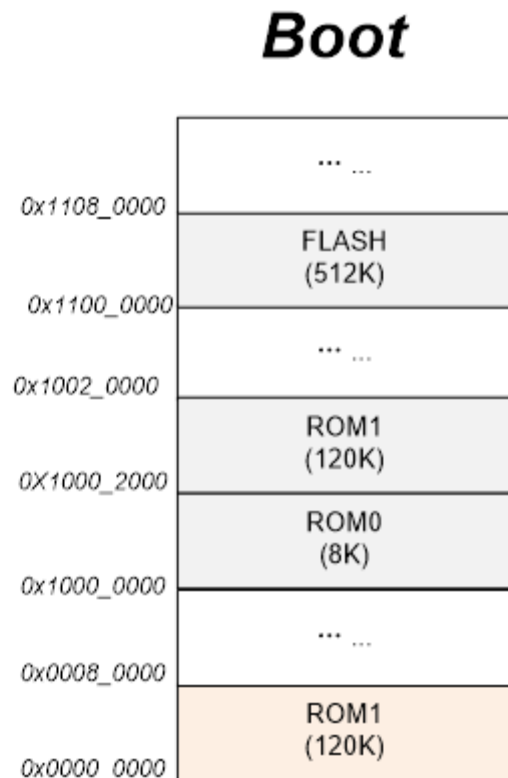 Boot
... ...
0x1108_0000
FLASH
(512K)
0x1100_0000
... ...
0x1002_0000
ROM1
(120K)
0X1000_2000
ROM0
(8K)
0x1000_0000
... ...
0x0008_0000
ROM1
(120K)
0x0000_0000